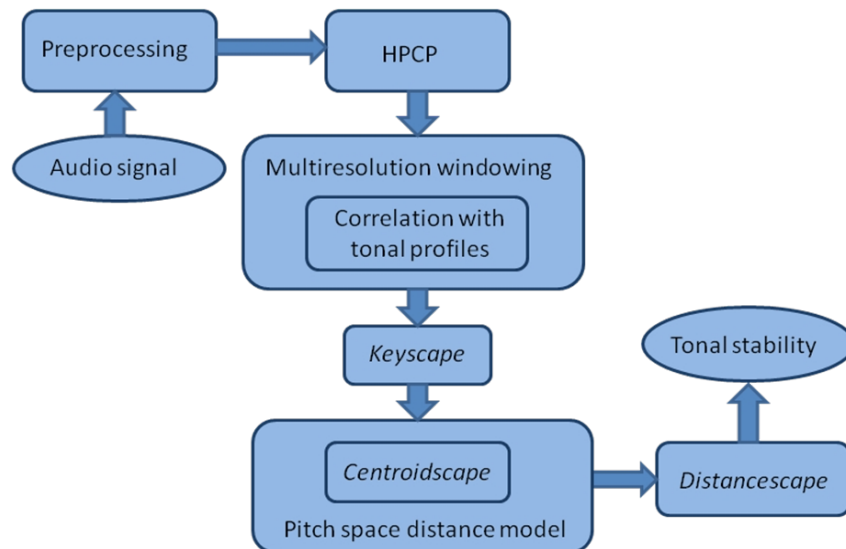 Preprocessing
HPCP
Audio signal
Multiresolution windowing
Correlation with
tonal profiles
Keyscape
Tonal stability
Centroidscape
Distancescape
Pitch space distance model